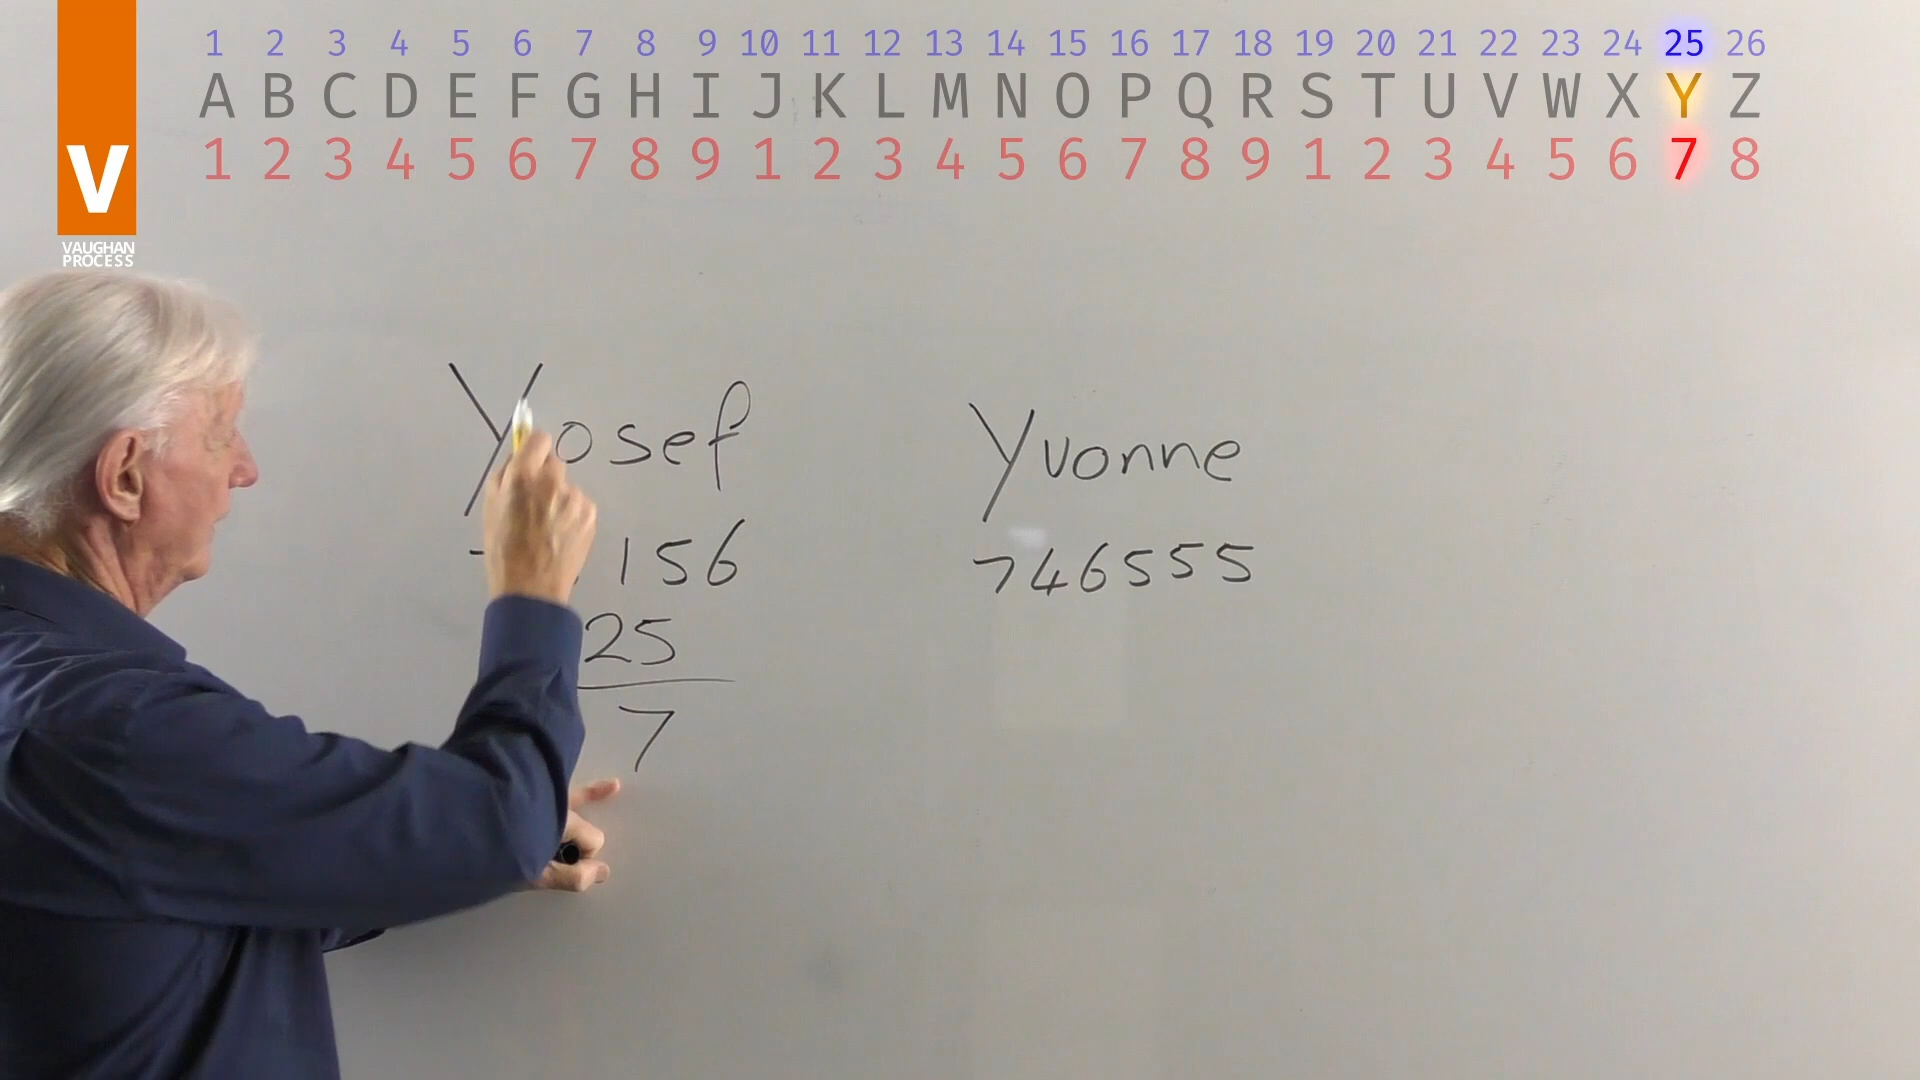 1 2 3 4 5 6 7 8 9 10 11 12 13 14 15 16 17 18 19 20 21 22 23 24 25 26
A B C D E F G H I J K L M N O P Q R S T U V W X Y Z
1 2 3 4 5 6 7 8 9 1 2 3 4 5 6 7 8 9 1 2 3 4 5 6 7 8
V
VAUGHAN
PROCESS
Yosef
156
25
7
Yvonne
746555